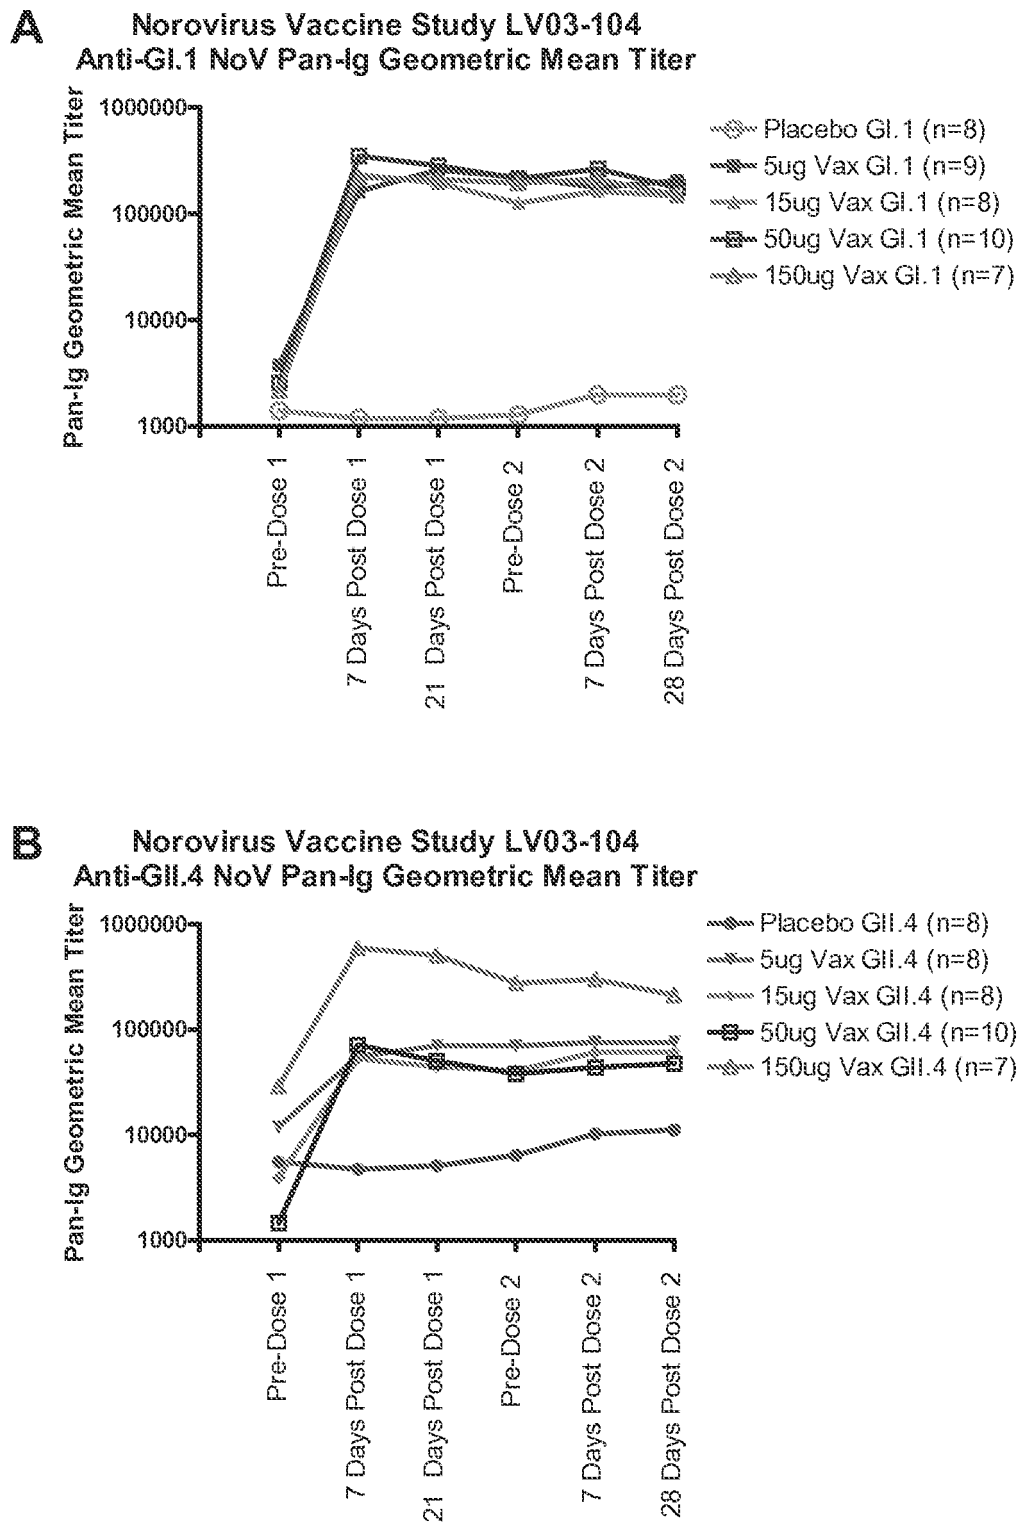 A
Norovirus Vaccine Study LV03-104
Anti-GI.1 NoV Pan-Ig Geometric Mean Titer
Pan-Ig Geometric Mean Titer
1000000
100000
10000
1000
Placebo GI.1 (n=8)
5ug Vax GI.1 (n=9)
15ug Vax GI.1 (n=8)
50ug Vax GI.1 (n=10)
150ug Vax GI.1 (n=7)
Pre-Dose 1
7 Days Post Dose 1
21 Days Post Dose 1
Pre-Dose 2
7 Days Post Dose 2
28 Days Post Dose 2
B
Norovirus Vaccine Study LV03-104
Anti-GII.4 NoV Pan-Ig Geometric Mean Titer
Pan-Ig Geometric Mean Titer
1000000
100000
10000
1000
Placebo GII.4 (n=8)
5ug Vax GII.4 (n=8)
15ug Vax GII.4 (n=8)
50ug Vax GII.4 (n=10)
150ug Vax GII.4 (n=7)
Pre-Dose 1
7 Days Post Dose 1
21 Days Post Dose 1
Pre-Dose 2
7 Days Post Dose 2
28 Days Post Dose 2